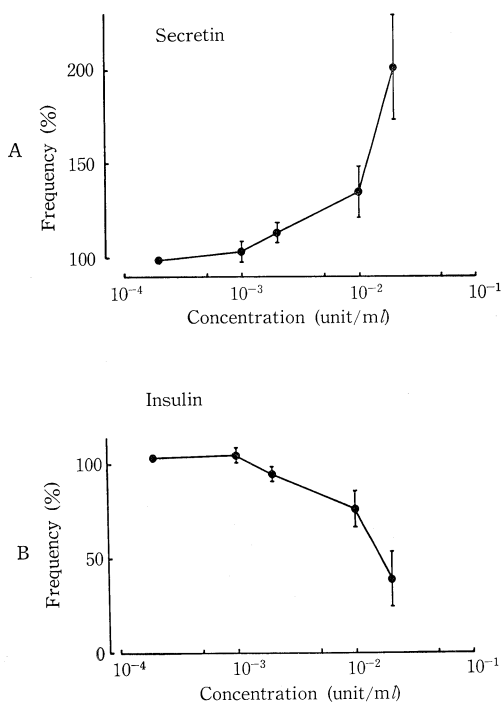 Secretin
A
Frequency (%)
200
150
100
10⁻⁴ 10⁻³ 10⁻² 10⁻¹
Concentration (unit/ml)
Insulin
B
Frequency (%)
100
50
0
10⁻⁴ 10⁻³ 10⁻² 10⁻¹
Concentration (unit/ml)